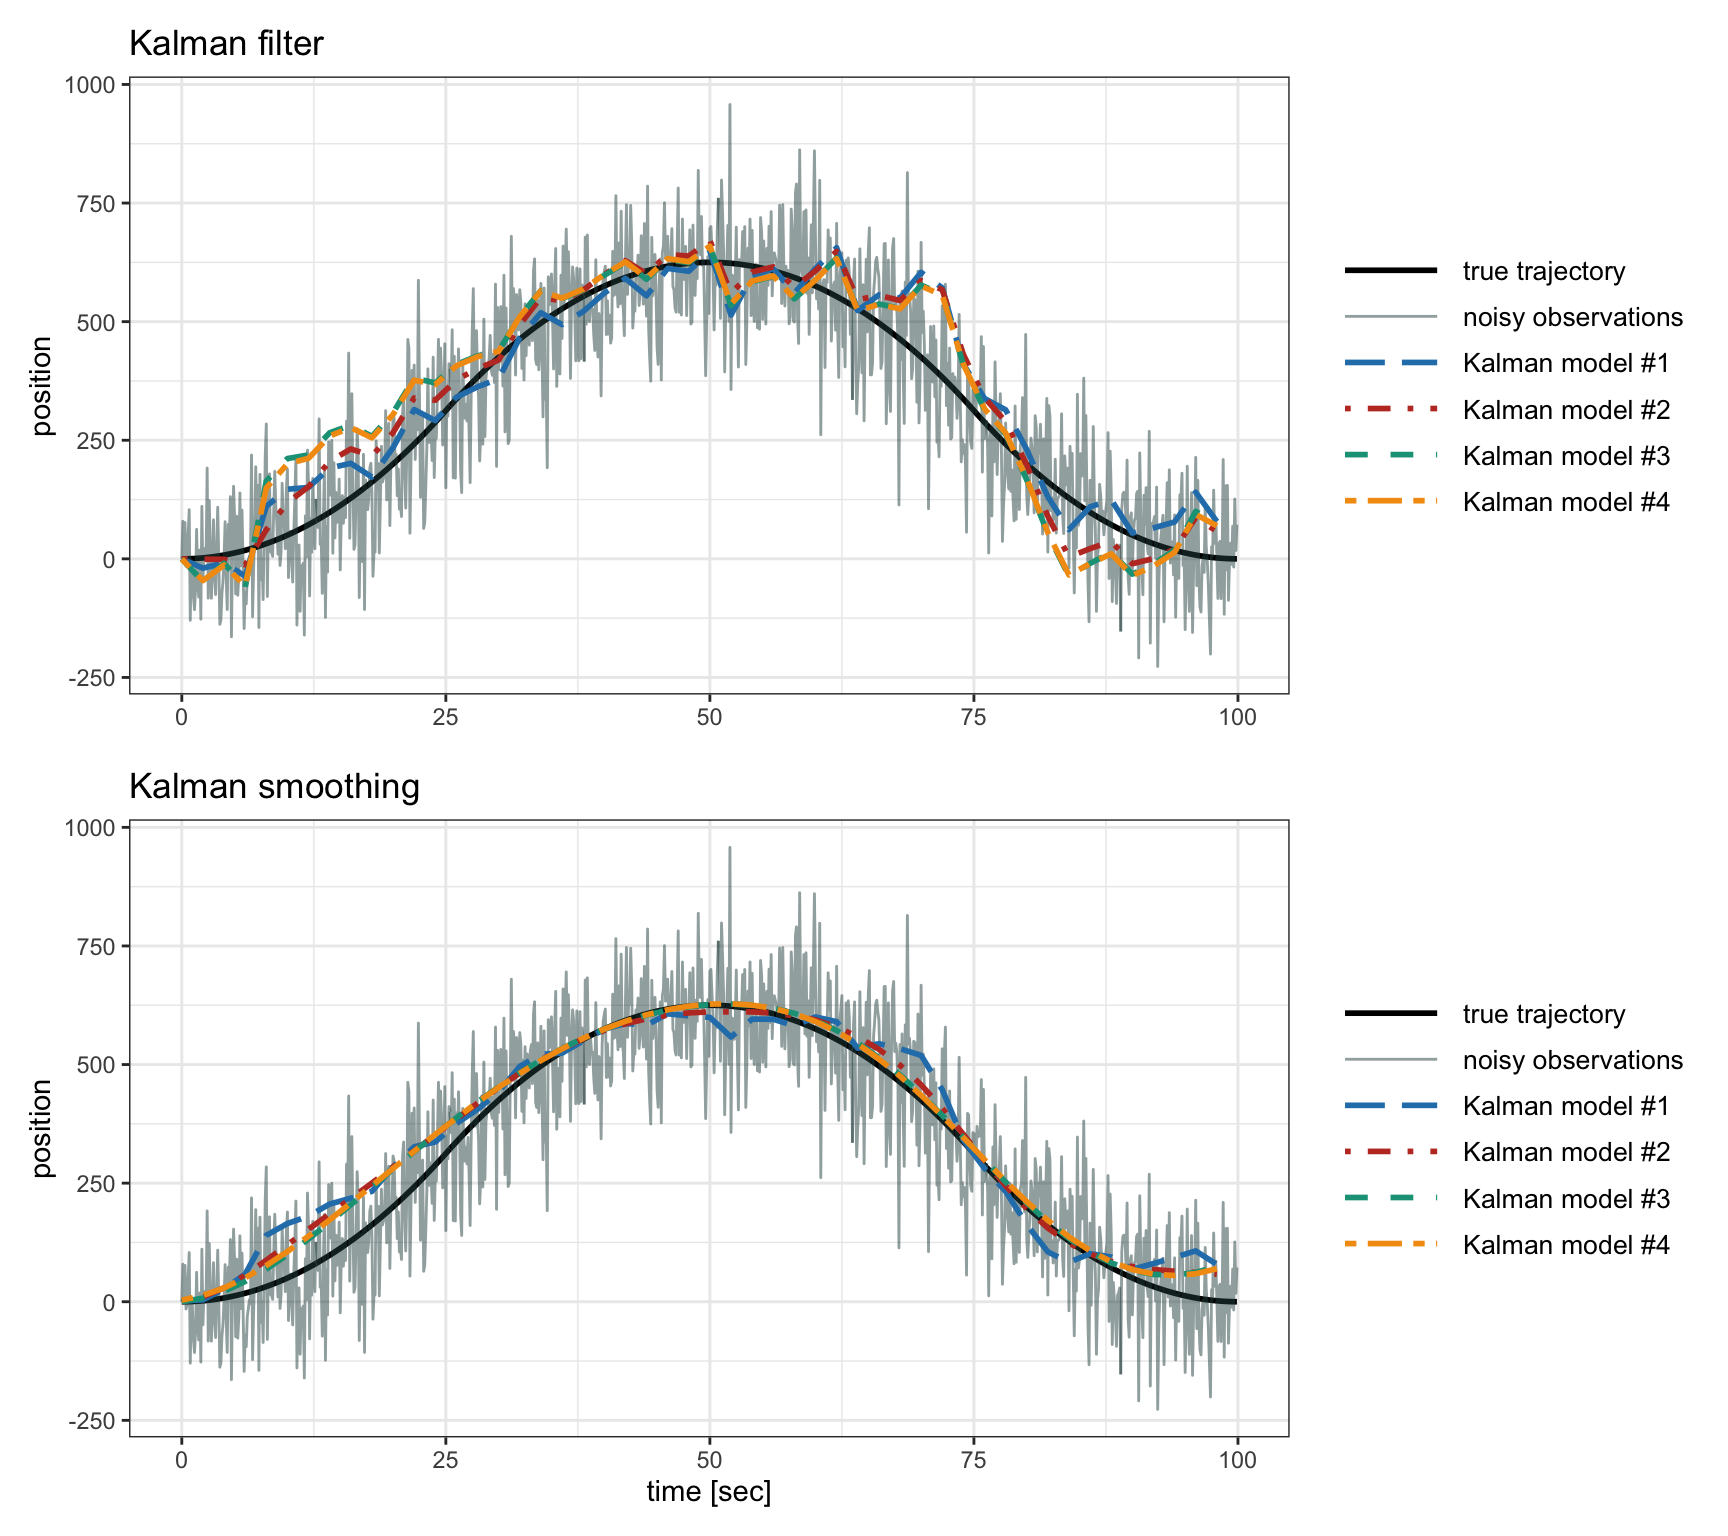 Kalman filter
1000
750
500
250
0
-250
position
0 25 50 75 100
true trajectory
noisy observations
Kalman model #1
Kalman model #2
Kalman model #3
Kalman model #4
Kalman smoothing
1000
750
500
250
0
-250
position
0 25 50 75 100
time [sec]
true trajectory
noisy observations
Kalman model #1
Kalman model #2
Kalman model #3
Kalman model #4